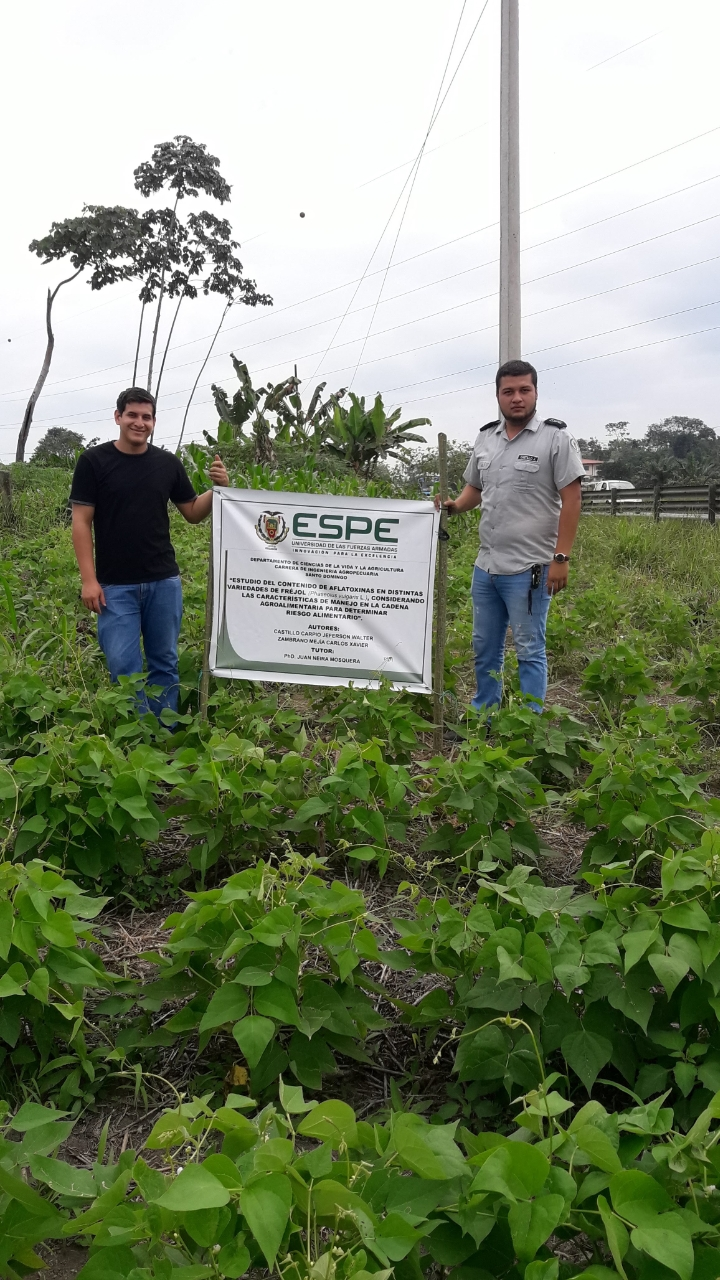 ESPE
UNIVERSIDAD DE LAS FUERZAS ARMADAS
INNOVACIÓN PARA LA EXCELENCIA
DEPARTAMENTO DE CIENCIAS DE LA VIDA Y LA AGRICULTURA
CARRERA DE INGENIERÍA AGROPECUARIA
SANTO DOMINGO
"ESTUDIO DEL CONTENIDO DE AFLATOXINAS EN DISTINTAS
VARIEDADES DE FRÉJOL (Phaseolus vulgaris L.), CONSIDERANDO
LAS CARACTERÍSTICAS DE MANEJO EN LA CADENA
AGROALIMENTARIA PARA DETERMINAR
RIESGO ALIMENTARIO".
AUTORES:
CASTILLO CARPIO JEFERSON WALTER
ZAMBRANO MEJÍA CARLOS XAVIER
TUTOR:
PhD. JUAN NEIRA MOSQUERA